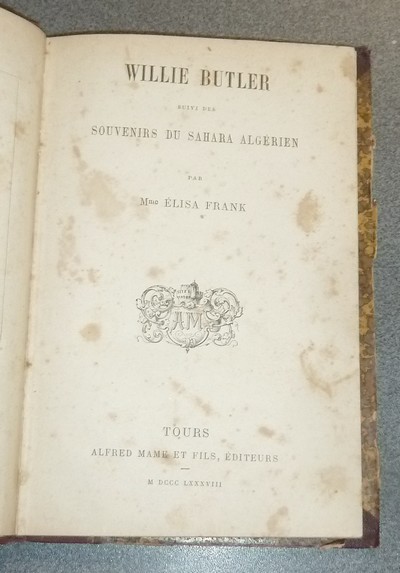 WILLIE BUTLER
SUIVI DES
SOUVENIRS DU SAHARA ALGÉRIEN
PAR
Mme ÉLISA FRANK
AM
TOURS
ALFRED MAME ET FILS, ÉDITEURS
M DCCC LXXXVIII